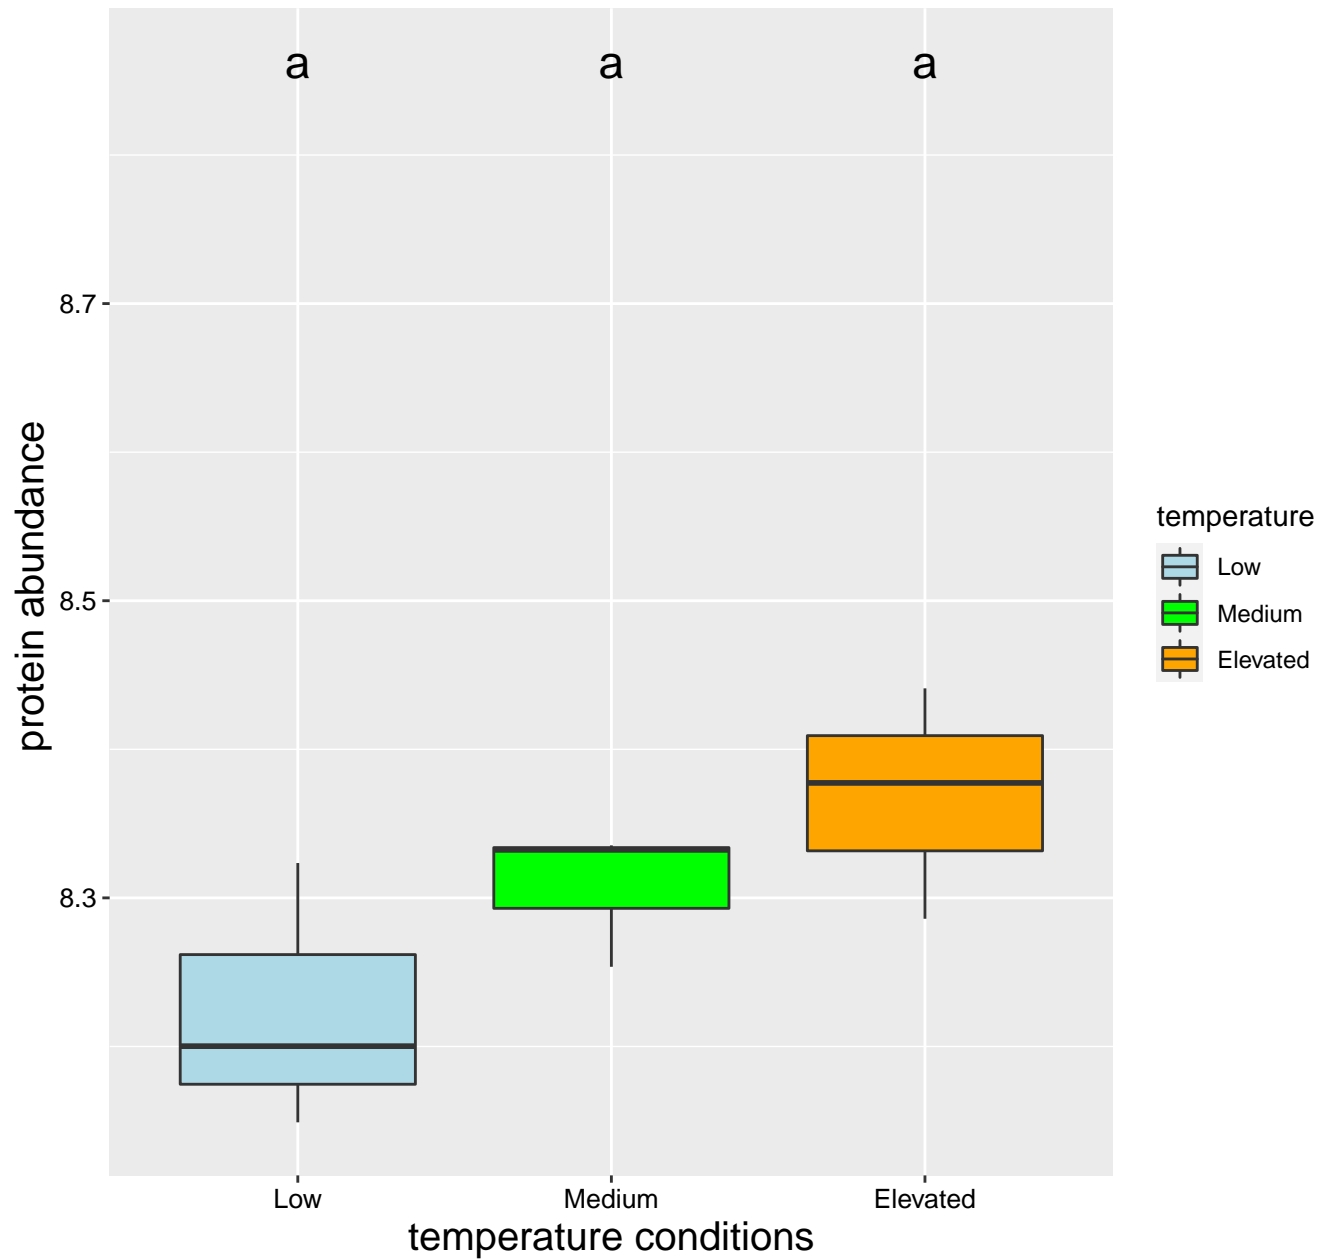 a a a
8.7
8.5
8.3
protein abundance
Low Medium Elevated
temperature conditions
temperature
Low
Medium
Elevated